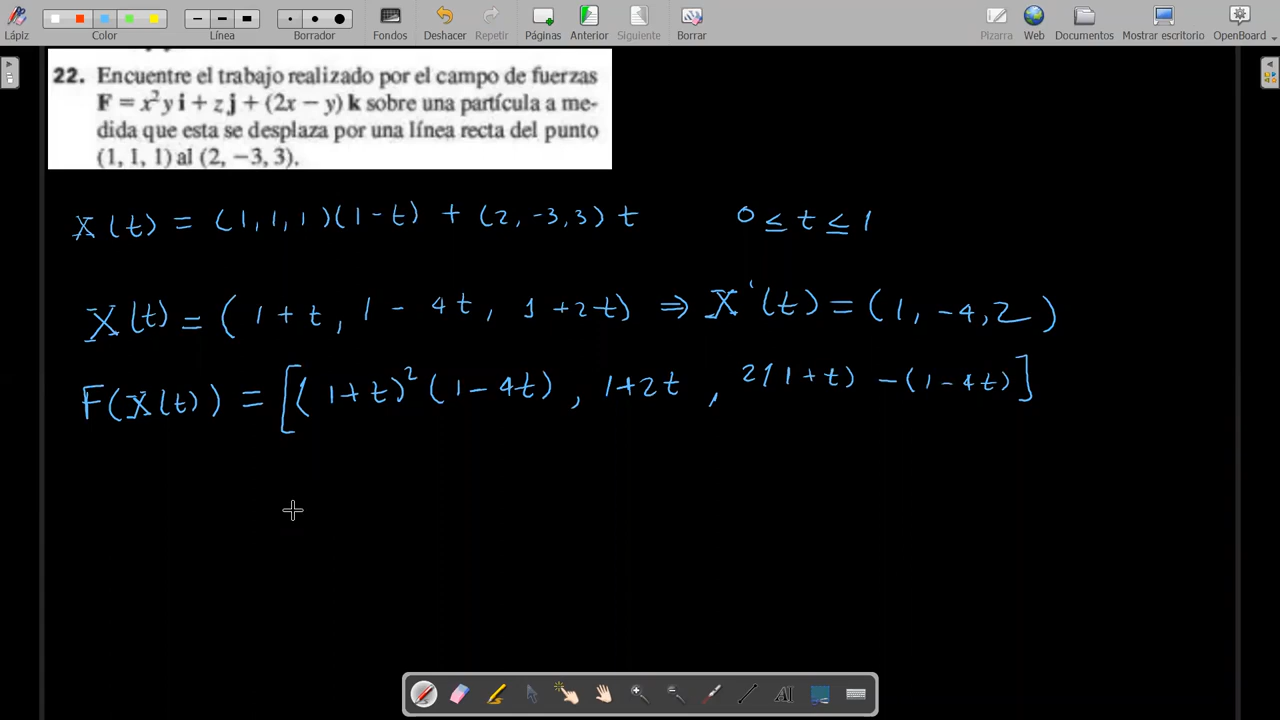 Lápiz Color Línea Borrador Fondos Deshacer Repetir Páginas Anterior Siguiente Borrar Pizarra Web Documentos Mostrar escritorio OpenBoard
22. Encuentre el trabajo realizado por el campo de fuerzas
F = x²y i + z j + (2x − y) k sobre una partícula a me-
dida que esta se desplaza por una línea recta del punto
(1, 1, 1) al (2, −3, 3).
X(t) = (1,1,1)(1-t) + (2,-3,3) t 0 ≤ t ≤ 1
X(t) = (1+t, 1 - 4t, 1+2t) ⇒ X'(t) = (1, -4, 2)
F(X(t)) = [(1+t)²(1-4t), 1+2t, 2(1+t) -(1-4t)]
AI